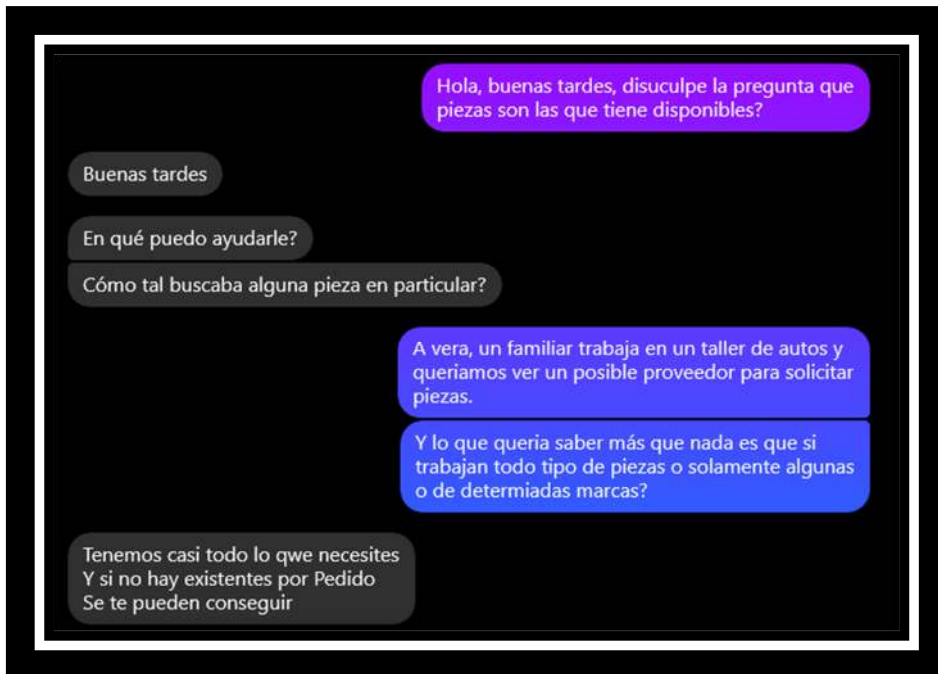 Hola, buenas tardes, disuculpe la pregunta que
piezas son las que tiene disponibles?
Buenas tardes
En qué puedo ayudarle?
Cómo tal buscaba alguna pieza en particular?
A vera, un familiar trabaja en un taller de autos y
queriamos ver un posible proveedor para solicitar
piezas.
Y lo que queria saber más que nada es que si
trabajan todo tipo de piezas o solamente algunas
o de determiadas marcas?
Tenemos casi todo lo qwe necesites
Y si no hay existentes por Pedido
Se te pueden conseguir